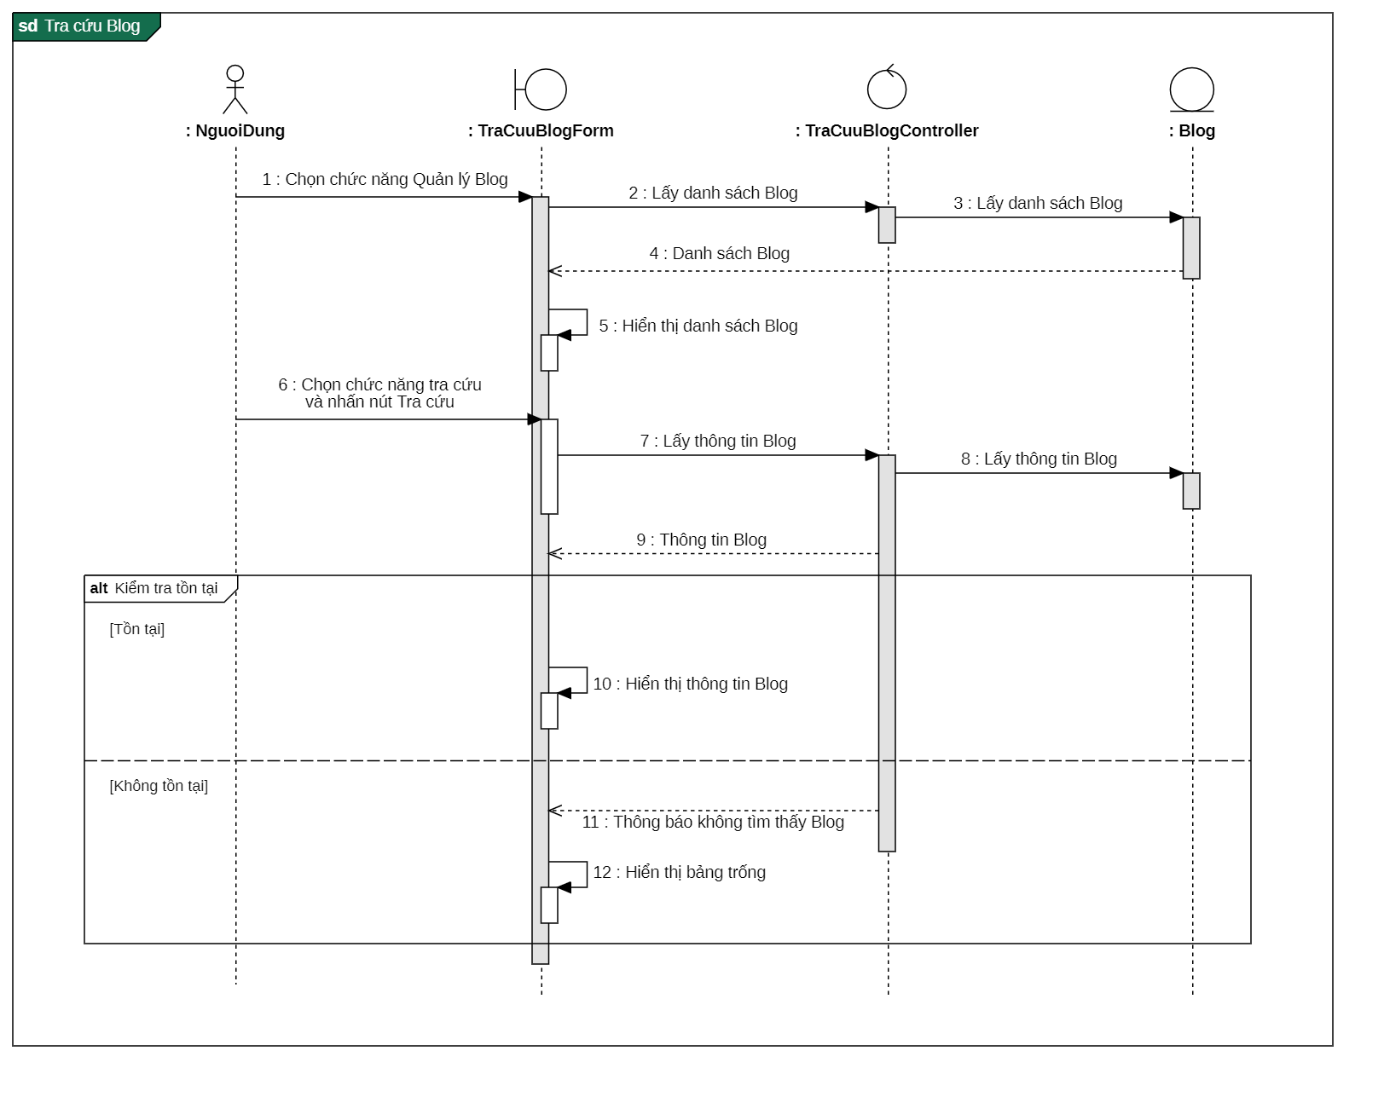 sd Tra cứu Blog
: NguoiDung
: TraCuuBlogForm
: TraCuuBlogController
: Blog
1 : Chọn chức năng Quản lý Blog
2 : Lấy danh sách Blog
3 : Lấy danh sách Blog
4 : Danh sách Blog
5 : Hiển thị danh sách Blog
6 : Chọn chức năng tra cứu
và nhấn nút Tra cứu
7 : Lấy thông tin Blog
8 : Lấy thông tin Blog
9 : Thông tin Blog
alt Kiểm tra tồn tại
[Tồn tại]
10 : Hiển thị thông tin Blog
[Không tồn tại]
11 : Thông báo không tìm thấy Blog
12 : Hiển thị bảng trống